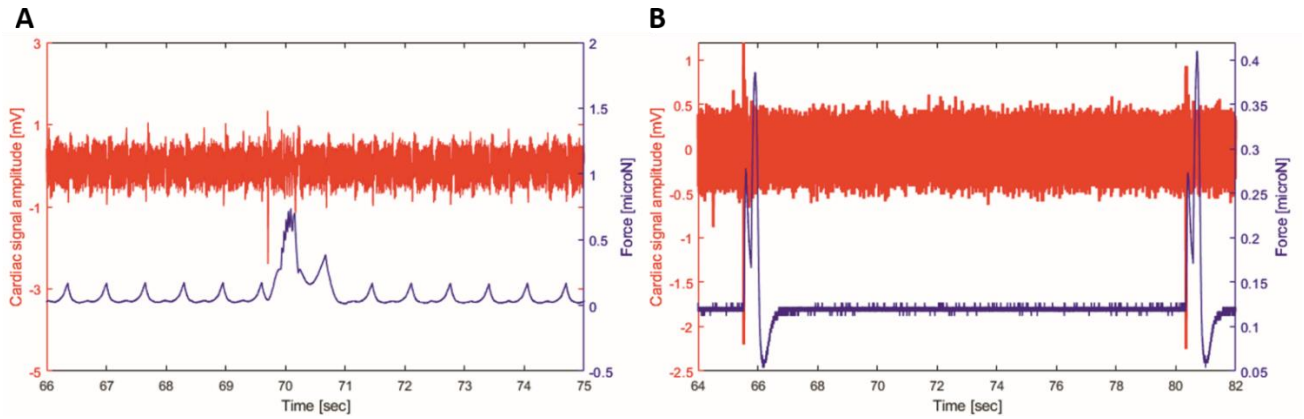 A
B
3
1
-1
-3
-5
Cardiac signal amplitude [mV]
66 67 68 69 70 71 72 73 74 75
Time [sec]
2
1.5
1
0.5
0
-0.5
Force [microN]
1
0.5
0
-0.5
-1
-1.5
-2
-2.5
Cardiac signal amplitude [mV]
64 66 68 70 72 74 76 78 80 82
Time [sec]
0.4
0.35
0.3
0.25
0.2
0.15
0.1
0.05
Force [microN]